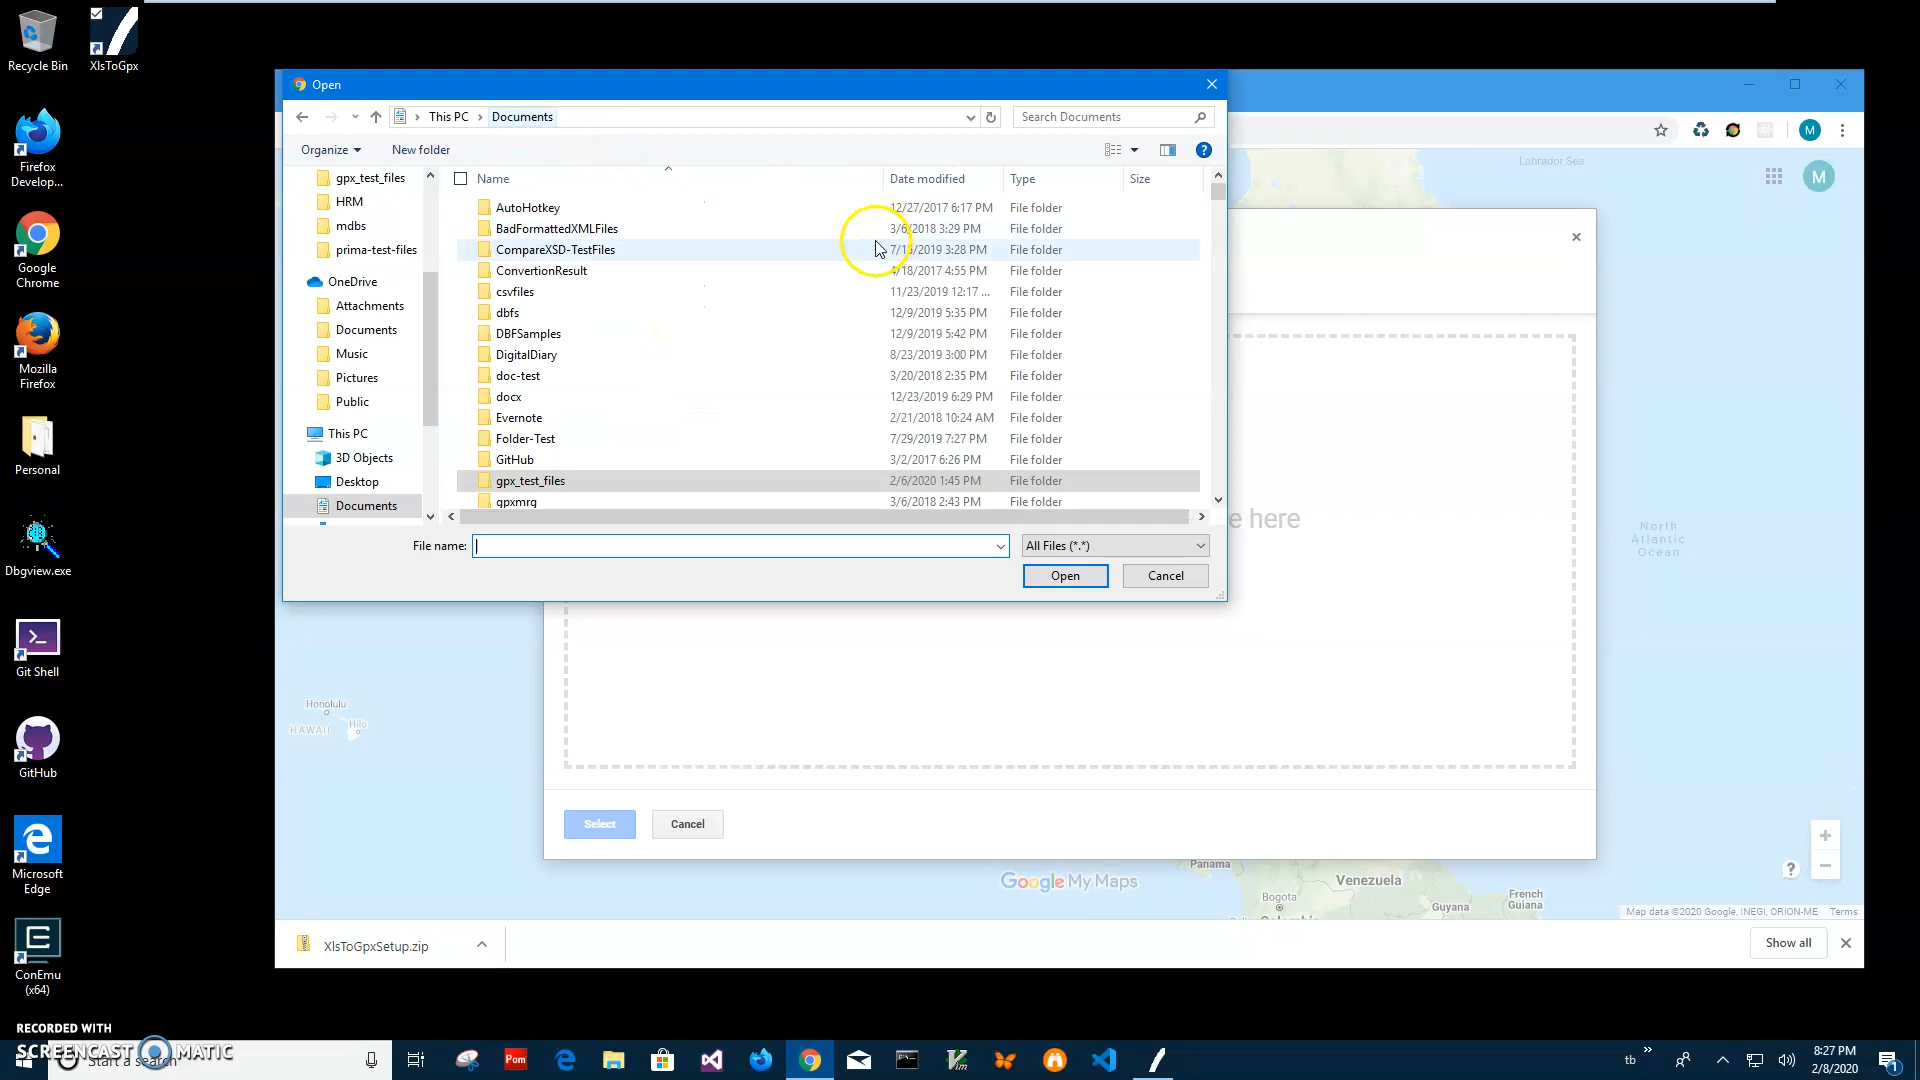 Recycle Bin
XlsToGpx
Firefox
Develop...
Google
Chrome
Mozilla
Firefox
Personal
Dbgview.exe
Git Shell
GitHub
Microsoft
Edge
ConEmu
(x64)
Open
This PC > Documents
Search Documents
Organize
New folder
gpx_test_files
HRM
mdbs
prima-test-files
OneDrive
Attachments
Documents
Music
Pictures
Public
This PC
3D Objects
Desktop
Documents
Name Date modified Type Size
AutoHotkey 12/27/2017 6:17 PM File folder
BadFormattedXMLFiles 3/6/2018 3:29 PM File folder
CompareXSD-TestFiles 7/15/2019 3:28 PM File folder
ConvertionResult 4/18/2017 4:55 PM File folder
csvfiles 11/23/2019 12:17 ... File folder
dbfs 12/9/2019 5:35 PM File folder
DBFSamples 12/9/2019 5:42 PM File folder
DigitalDiary 8/23/2019 3:00 PM File folder
doc-test 3/20/2018 2:35 PM File folder
docx 12/23/2019 6:29 PM File folder
Evernote 2/21/2018 10:24 AM File folder
Folder-Test 7/29/2019 7:27 PM File folder
GitHub 3/2/2017 6:26 PM File folder
gpx_test_files 2/6/2020 1:45 PM File folder
gpxmrg 3/6/2018 2:43 PM File folder
File name:
All Files (*.*)
Open
Cancel
M
M
Labrador Sea
e here
North
Atlantic
Ocean
Honolulu
Hilo
HAWAII
Select
Cancel
Panama
Google My Maps
Venezuela
Bogota
French
Guiana
Guyana
Map data ©2020 Google, INEGI, ORION-ME Terms
XlsToGpxSetup.zip
Show all
RECORDED WITH
SCREENCAST MATIC
Start a search
Pom
tb
8:27 PM
2/8/2020
1